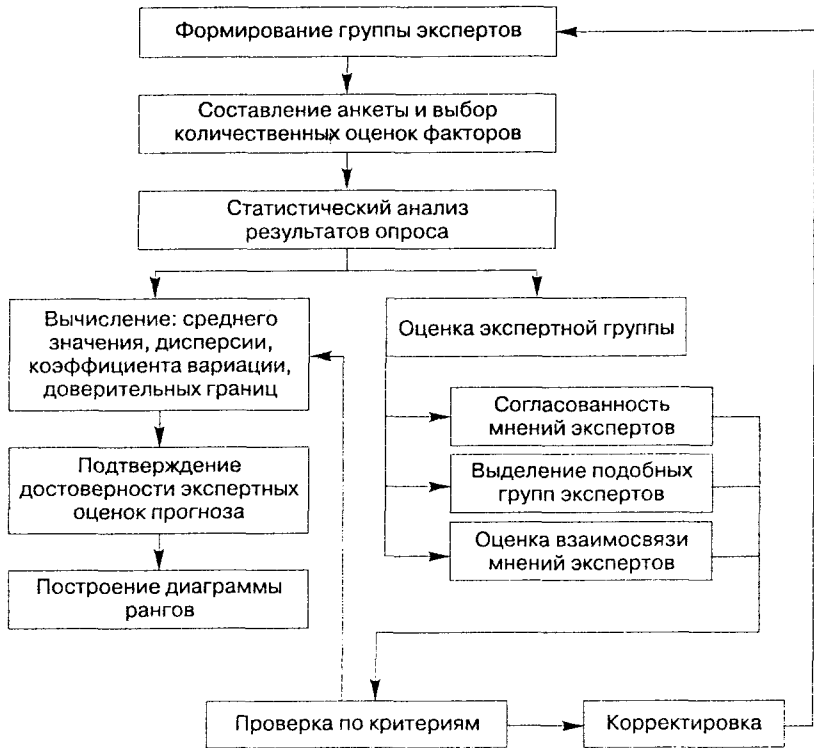 Формирование группы экспертов
Составление анкеты и выбор
количественных оценок факторов
Статистический анализ
результатов опроса
Вычисление: среднего
значения, дисперсии,
коэффициента вариации,
доверительных границ
Подтверждение
достоверности экспертных
оценок прогноза
Построение диаграммы
рангов
Оценка экспертной группы
Согласованность
мнений экспертов
Выделение подобных
групп экспертов
Оценка взаимосвязи
мнений экспертов
Проверка по критериям
Корректировка